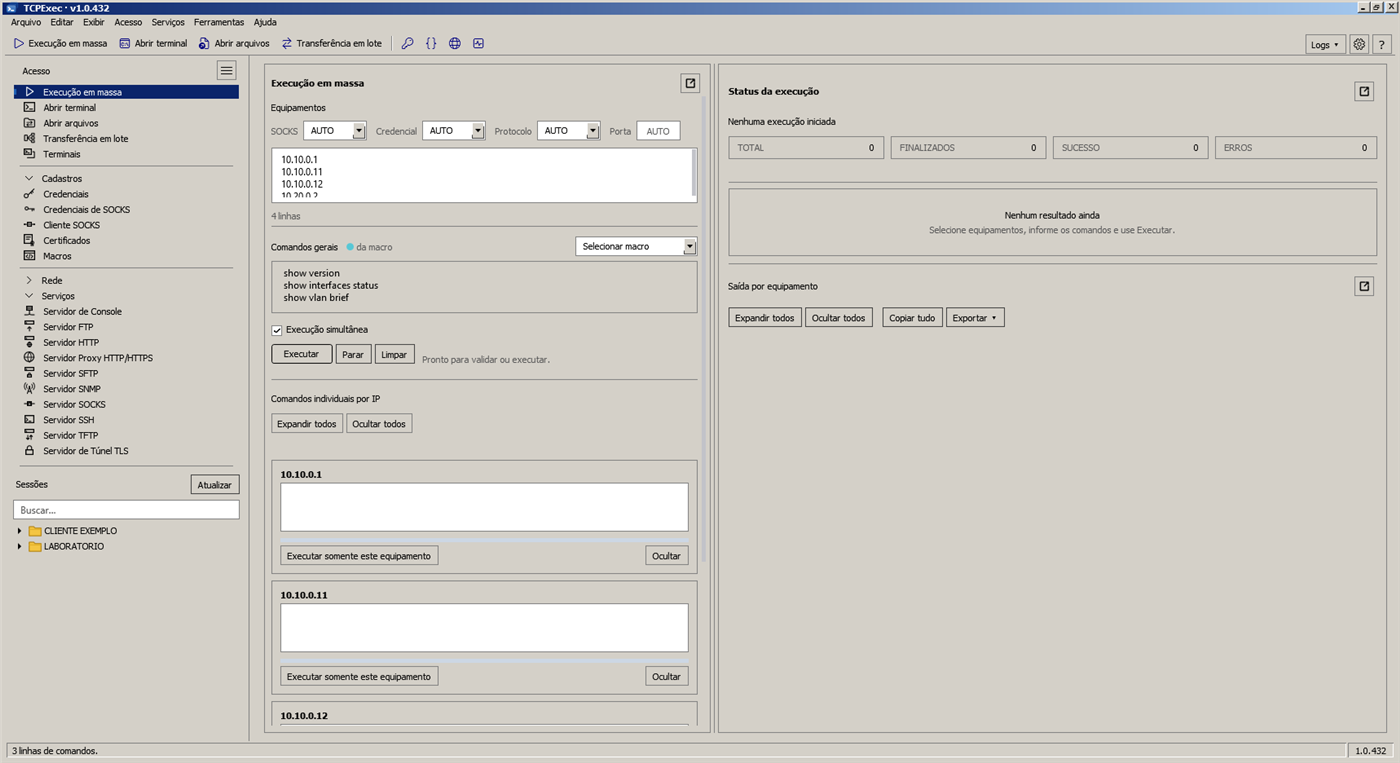 TCPExec · v1.0.432
Arquivo Editar Exibir Acesso Serviços Ferramentas Ajuda
Execução em massa Abrir terminal Abrir arquivos Transferência em lote
Logs
?
Acesso
Execução em massa
Abrir terminal
Abrir arquivos
Transferência em lote
Terminais
Cadastros
Credenciais
Credenciais de SOCKS
Cliente SOCKS
Certificados
Macros
Rede
Serviços
Servidor de Console
Servidor FTP
Servidor HTTP
Servidor Proxy HTTP/HTTPS
Servidor SFTP
Servidor SNMP
Servidor SOCKS
Servidor SSH
Servidor TFTP
Servidor de Túnel TLS
Sessões
Atualizar
Buscar...
CLIENTE EXEMPLO
LABORATORIO
Execução em massa
Equipamentos
SOCKS AUTO Credencial AUTO Protocolo AUTO Porta AUTO
10.10.0.1
10.10.0.11
10.10.0.12
10.20.0.2
4 linhas
Comandos gerais da macro Selecionar macro
show version
show interfaces status
show vlan brief
Execução simultânea
Executar Parar Limpar Pronto para validar ou executar.
Comandos individuais por IP
Expandir todos Ocultar todos
10.10.0.1
Executar somente este equipamento Ocultar
10.10.0.11
Executar somente este equipamento Ocultar
10.10.0.12
Status da execução
Nenhuma execução iniciada
TOTAL 0 FINALIZADOS 0 SUCESSO 0 ERROS 0
Nenhum resultado ainda
Selecione equipamentos, informe os comandos e use Executar.
Saída por equipamento
Expandir todos Ocultar todos Copiar tudo Exportar
3 linhas de comandos.
1.0.432